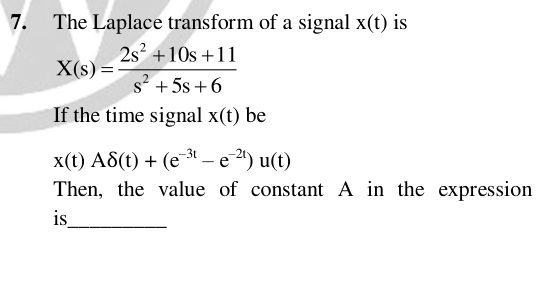 7. The Laplace transform of a signal x(t) is
X(s) = 2s² +10s +11 / s² + 5s + 6
If the time signal x(t) be
x(t) Aδ(t) + (e⁻³ᵗ – e⁻²ᵗ) u(t)
Then, the value of constant A in the expression
is_________